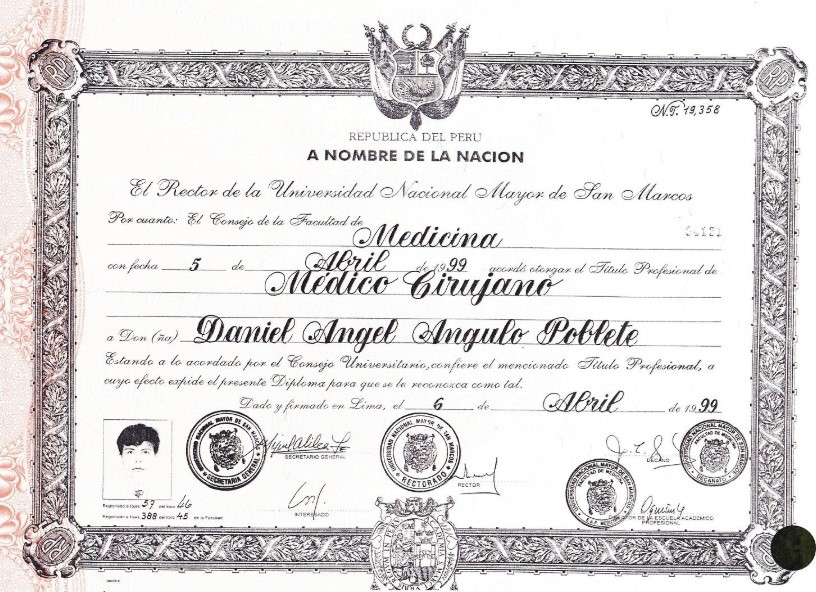 N.T. 19,358
REPUBLICA DEL PERU
A NOMBRE DE LA NACION
El Rector de la Universidad Nacional Mayor de San Marcos
Por cuanto: El Consejo de la Facultad de
Medicina
con fecha 5 de Abril de 1999 acordó otorgar el Título Profesional de
Médico Cirujano
a Don (ña) Daniel Angel Angulo Poblete
Estando a lo acordado por el Consejo Universitario, confiere el mencionado Título Profesional, a
cuyo efecto expide el presente Diploma para que se le reconozca como tal.
Dado y firmado en Lima, el 6 de Abril de 1999
UNIVERSIDAD NACIONAL MAYOR DE SAN MARCOS
SECRETARIA GENERAL
SECRETARIO GENERAL
UNIVERSIDAD NACIONAL MAYOR DE SAN MARCOS
RECTORADO
RECTOR
DECANO
UNIVERSIDAD NACIONAL MAYOR DE SAN MARCOS
DECANATO
DIRECTOR DE LA ESCUELA ACADEMICO
PROFESIONAL
INTERESADO
Registrado a fojas 57 del libro 46
Registrado a fojas 388 del libro 45 de la Facultad